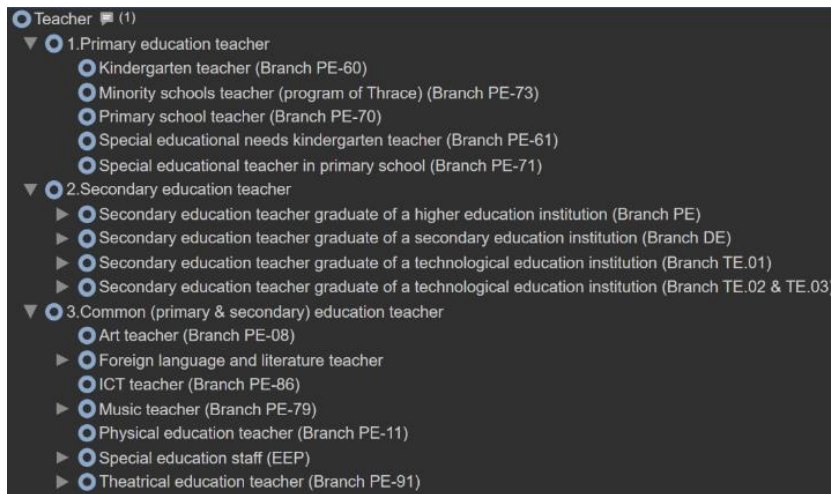 Teacher (1)
1.Primary education teacher
Kindergarten teacher (Branch PE-60)
Minority schools teacher (program of Thrace) (Branch PE-73)
Primary school teacher (Branch PE-70)
Special educational needs kindergarten teacher (Branch PE-61)
Special educational teacher in primary school (Branch PE-71)
2.Secondary education teacher
Secondary education teacher graduate of a higher education institution (Branch PE)
Secondary education teacher graduate of a secondary education institution (Branch DE)
Secondary education teacher graduate of a technological education institution (Branch TE.01)
Secondary education teacher graduate of a technological education institution (Branch TE.02 & TE.03)
3.Common (primary & secondary) education teacher
Art teacher (Branch PE-08)
Foreign language and literature teacher
ICT teacher (Branch PE-86)
Music teacher (Branch PE-79)
Physical education teacher (Branch PE-11)
Special education staff (EEP)
Theatrical education teacher (Branch PE-91)